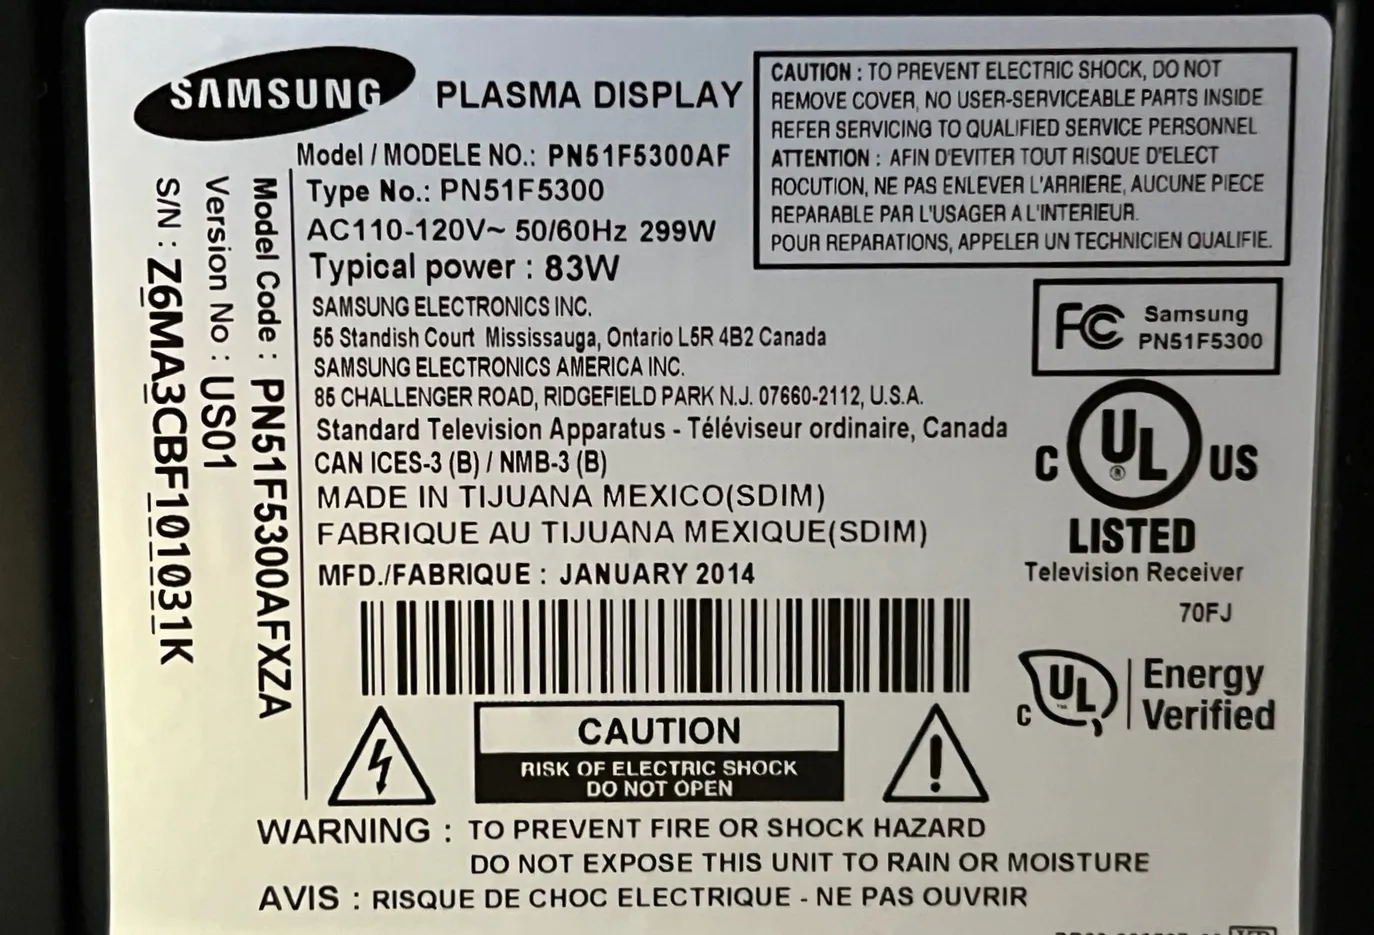 SAMSUNG PLASMA DISPLAY
Model / MODELE NO.: PN51F5300AF
Type No.: PN51F5300
AC110-120V~ 50/60Hz 299W
Typical power : 83W
SAMSUNG ELECTRONICS INC.
55 Standish Court Mississauga, Ontario L5R 4B2 Canada
SAMSUNG ELECTRONICS AMERICA INC.
85 CHALLENGER ROAD, RIDGEFIELD PARK N.J. 07660-2112, U.S.A.
Standard Television Apparatus - Téléviseur ordinaire, Canada
CAN ICES-3 (B) / NMB-3 (B)
MADE IN TIJUANA MEXICO(SDIM)
FABRIQUE AU TIJUANA MEXIQUE(SDIM)
MFD./FABRIQUE : JANUARY 2014
Model Code : PN51F5300AFXZA
Version No : US01
S/N : Z6MA3CBF101031K
CAUTION : TO PREVENT ELECTRIC SHOCK, DO NOT
REMOVE COVER, NO USER-SERVICEABLE PARTS INSIDE
REFER SERVICING TO QUALIFIED SERVICE PERSONNEL
ATTENTION : AFIN D'EVITER TOUT RISQUE D'ELECT
ROCUTION, NE PAS ENLEVER L'ARRIERE, AUCUNE PIECE
REPARABLE PAR L'USAGER A L'INTERIEUR.
POUR REPARATIONS, APPELER UN TECHNICIEN QUALIFIE.
FC Samsung
PN51F5300
C UL ® US
LISTED
Television Receiver
70FJ
C UL ™ Energy
Verified
CAUTION
RISK OF ELECTRIC SHOCK
DO NOT OPEN
WARNING : TO PREVENT FIRE OR SHOCK HAZARD
DO NOT EXPOSE THIS UNIT TO RAIN OR MOISTURE
AVIS : RISQUE DE CHOC ELECTRIQUE - NE PAS OUVRIR